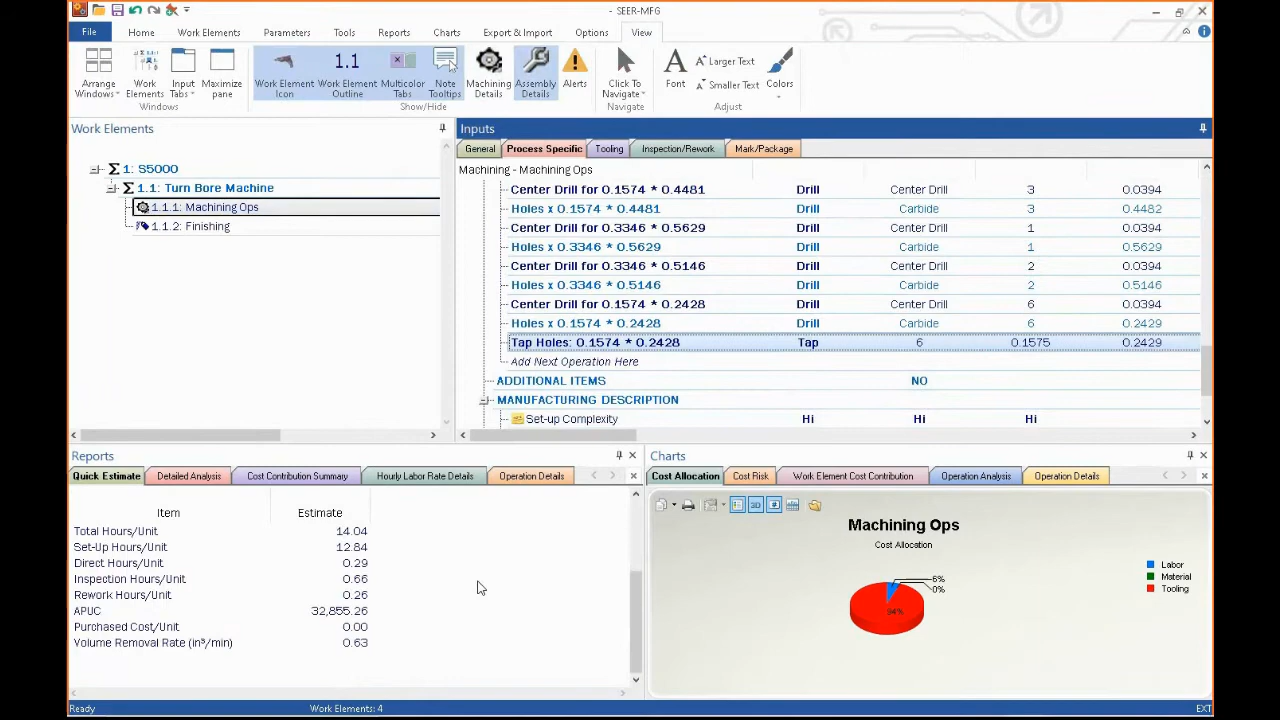 - SEER-MFG
File Home Work Elements Parameters Tools Reports Charts Export & Import Options View
Arrange Windows
Work Elements
Input Tabs
Maximize pane
Windows
Work Element Icon
1.1
Work Element Outline
Multicolor Tabs
Note Tooltips
Machining Details
Assembly Details
Alerts
Show/Hide
Click To Navigate
Navigate
Font
Larger Text
Smaller Text
Colors
Adjust
Work Elements
1: S5000
1.1: Turn Bore Machine
1.1.1: Machining Ops
1.1.2: Finishing
Inputs
General Process Specific Tooling Inspection/Rework Mark/Package
Machining - Machining Ops
Center Drill for 0.1574 * 0.4481 Drill Center Drill 3 0.0394
Holes x 0.1574 * 0.4481 Drill Carbide 3 0.4482
Center Drill for 0.3346 * 0.5629 Drill Center Drill 1 0.0394
Holes x 0.3346 * 0.5629 Drill Carbide 1 0.5629
Center Drill for 0.3346 * 0.5146 Drill Center Drill 2 0.0394
Holes x 0.3346 * 0.5146 Drill Carbide 2 0.5146
Center Drill for 0.1574 * 0.2428 Drill Center Drill 6 0.0394
Holes x 0.1574 * 0.2428 Drill Carbide 6 0.2429
Tap Holes: 0.1574 * 0.2428 Tap 6 0.1575 0.2429
Add Next Operation Here
ADDITIONAL ITEMS NO
MANUFACTURING DESCRIPTION
Set-up Complexity Hi Hi Hi
Reports
Quick Estimate Detailed Analysis Cost Contribution Summary Hourly Labor Rate Details Operation Details
Item Estimate
Total Hours/Unit 14.04
Set-Up Hours/Unit 12.84
Direct Hours/Unit 0.29
Inspection Hours/Unit 0.66
Rework Hours/Unit 0.26
APUC 32,855.26
Purchased Cost/Unit 0.00
Volume Removal Rate (in³/min) 0.63
Charts
Cost Allocation Cost Risk Work Element Cost Contribution Operation Analysis Operation Details
Machining Ops
Cost Allocation
6%
0%
94%
Labor
Material
Tooling
Ready Work Elements: 4 EXT